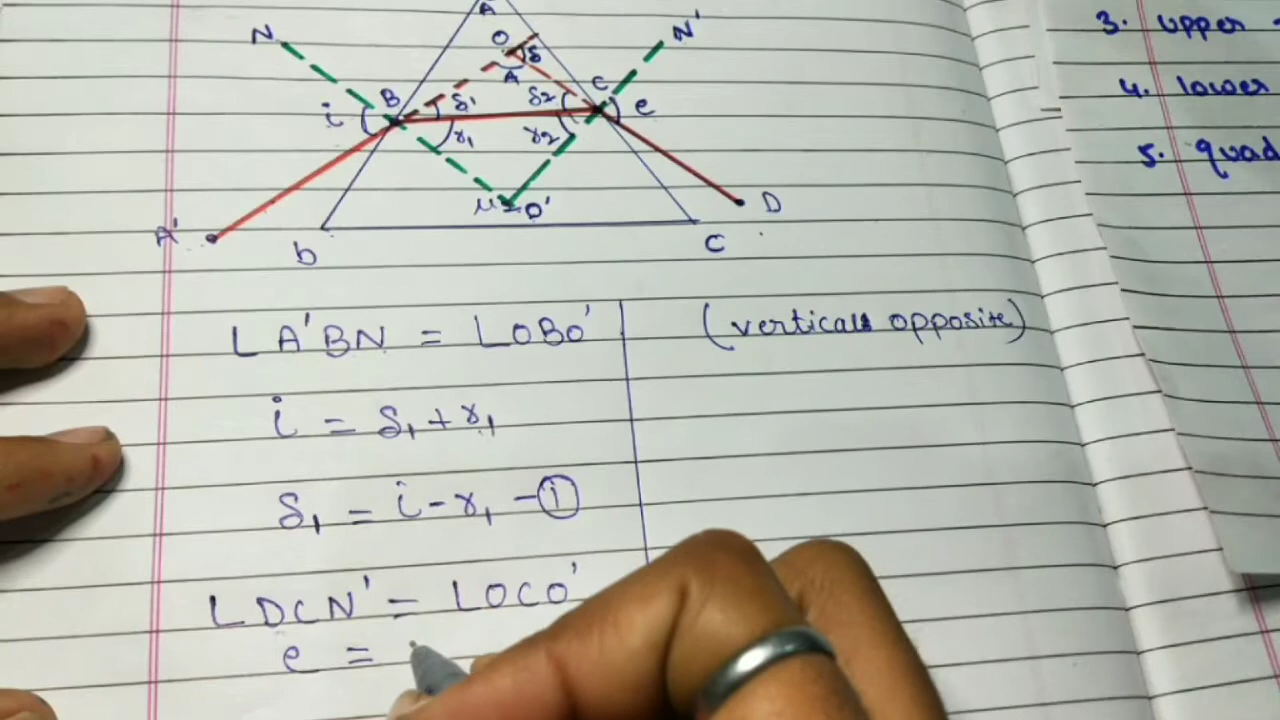 A
N
O
δ
N'
A
C
B
δ₁
δ₂
i
e
r₁
r₂
μ
O'
D
A'
b
C
3. upper
4. lower
5. quad
∟A'BN = ∟OBO' (verticals opposite)
i = δ₁ + r₁
δ₁ = i - r₁ - ①
∟DCN' = ∟OCO'
e =